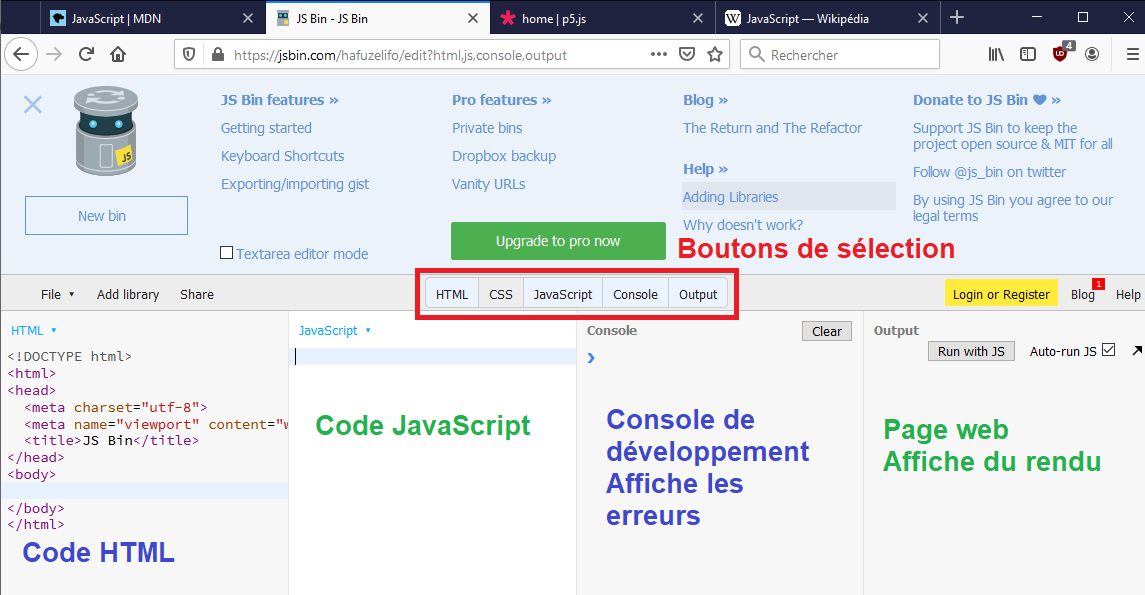 JavaScript | MDN
JS Bin - JS Bin
home | p5.js
JavaScript — Wikipédia
https://jsbin.com/hafuzelifo/edit?html,js,console,output
Rechercher
4
JS
New bin
JS Bin features »
Getting started
Keyboard Shortcuts
Exporting/importing gist
Textarea editor mode
Pro features »
Private bins
Dropbox backup
Vanity URLs
Upgrade to pro now
Blog »
The Return and The Refactor
Help »
Adding Libraries
Why doesn't work?
Donate to JS Bin ♥ »
Support JS Bin to keep the
project open source & MIT for all
Follow @js_bin on twitter
By using JS Bin you agree to our
legal terms
Boutons de sélection
File ▾ Add library Share
HTML CSS JavaScript Console Output
Login or Register Blog 1 Help
HTML ▾
<!DOCTYPE html>
<html>
<head>
<meta charset="utf-8">
<meta name="viewport" content="w
<title>JS Bin</title>
</head>
<body>
</body>
</html>
Code HTML
JavaScript ▾
Code JavaScript
Console
Clear
›
Console de
développement
Affiche les
erreurs
Output
Run with JS Auto-run JS
Page web
Affiche du rendu